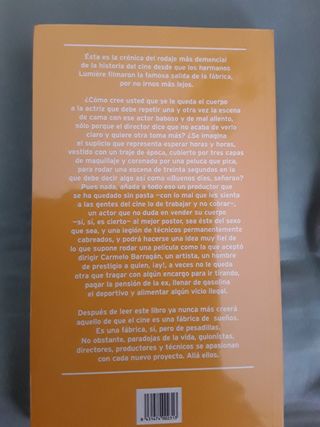 Ésta es la crónica del rodaje más demencial
de la historia del cine desde que los hermanos
Lumière filmaron la famosa salida de la fábrica,
por no irnos más lejos.
¿Cómo cree usted que se le queda el cuerpo
a la actriz que debe repetir una y otra vez la escena
de cama con ese actor baboso y de mal aliento,
sólo porque el director dice que no acaba de verlo
claro y quiere otra toma más? ¿Se imagina
el suplicio que representa esperar horas y horas,
vestido con un traje de época, cubierto por tres capas
de maquillaje y coronado por una peluca que pica,
para rodar una escena de treinta segundos en la
que debe decir algo así como «Buenos días, señora»?
Pues nada, añada a todo eso un productor que
se ha quedado sin pasta —con lo mal que les sienta
a las gentes del cine lo de trabajar y no cobrar—,
un actor que no duda en vender su cuerpo
—sí, sí, es cierto— al mejor postor, sea éste del sexo
que sea, y una legión de técnicos permanentemente
cabreados, y podrá hacerse una idea muy fiel de
lo que supone rodar una película como la que aceptó
dirigir Carmelo Barragán, un artista, un hombre
de prestigio a quien, ¡ay!, a veces no le queda
otra que tragar con algún encargo para ir tirando,
pagar la pensión de la ex, llenar de gasolina
el deportivo y alimentar algún vicio ilegal.
Después de leer este libro ya nunca más creerá
aquello de que el cine es una fábrica de sueños.
Es una fábrica, sí, pero de pesadillas.
No obstante, paradojas de la vida, guionistas,
directores, productores y técnicos se apasionan
con cada nuevo proyecto. Allá ellos.